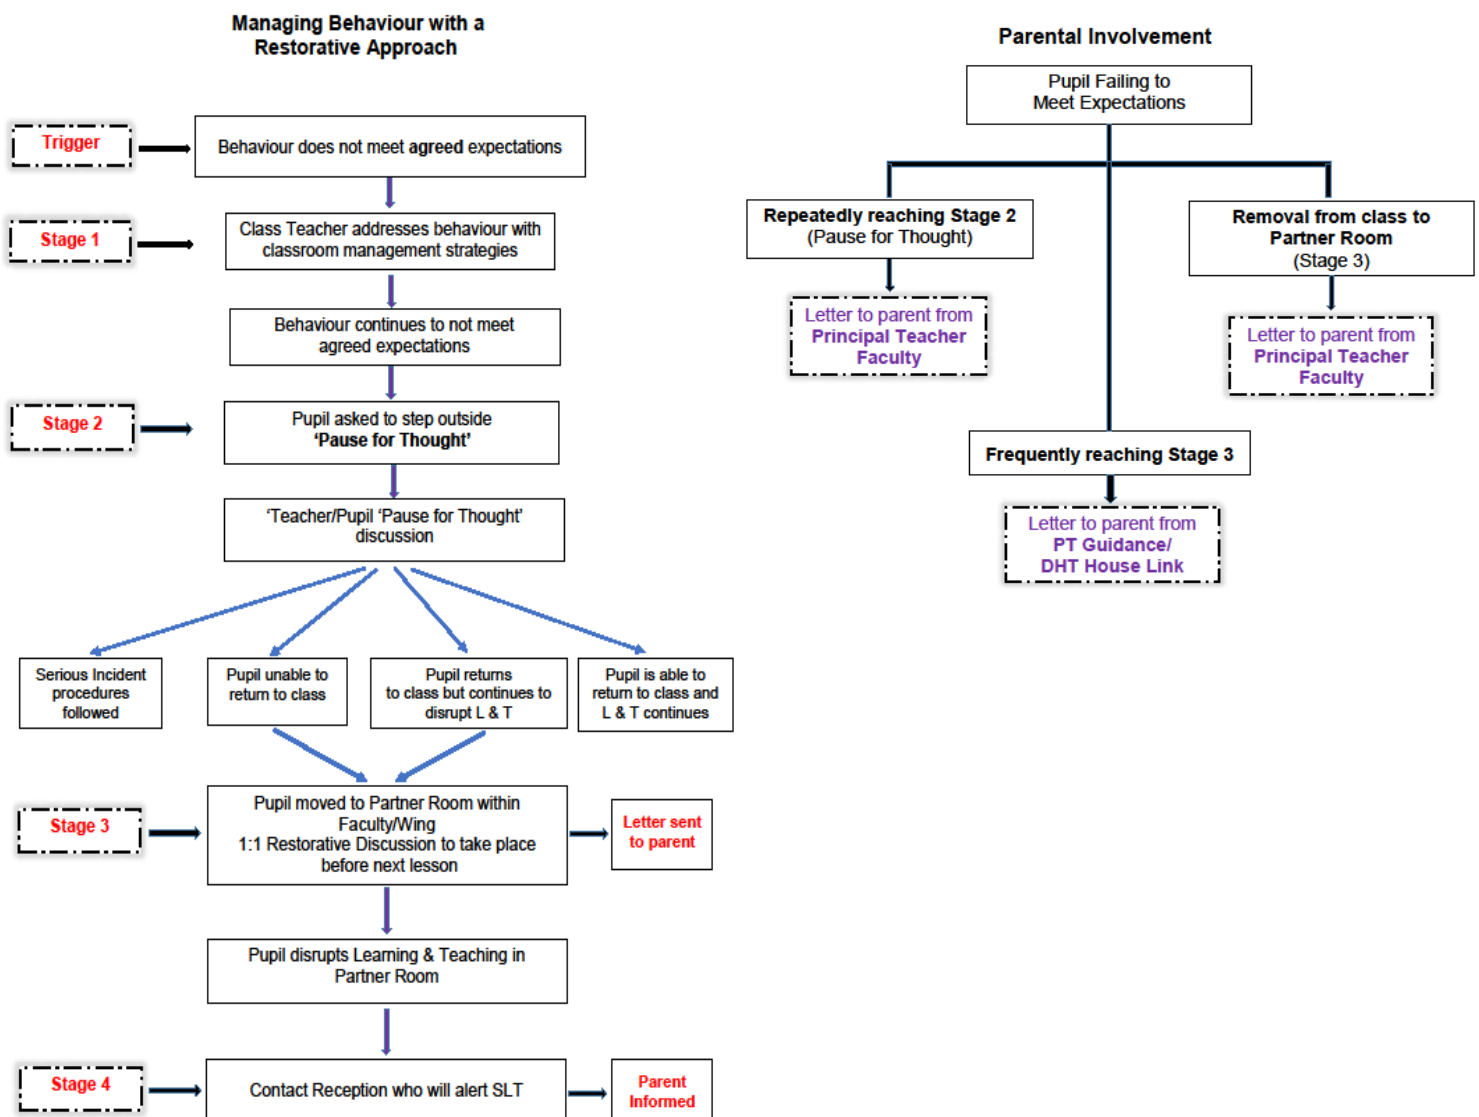 Managing Behaviour with a
Restorative Approach
Trigger
Behaviour does not meet agreed expectations
Stage 1
Class Teacher addresses behaviour with
classroom management strategies
Behaviour continues to not meet
agreed expectations
Stage 2
Pupil asked to step outside
‘Pause for Thought’
‘Teacher/Pupil ‘Pause for Thought’
discussion
Serious Incident
procedures
followed
Pupil unable to
return to class
Pupil returns
to class but continues to
disrupt L & T
Pupil is able to
return to class and
L & T continues
Stage 3
Pupil moved to Partner Room within
Faculty/Wing
1:1 Restorative Discussion to take place
before next lesson
Letter sent
to parent
Pupil disrupts Learning & Teaching in
Partner Room
Stage 4
Contact Reception who will alert SLT
Parent
Informed
Parental Involvement
Pupil Failing to
Meet Expectations
Repeatedly reaching Stage 2
(Pause for Thought)
Letter to parent from
Principal Teacher
Faculty
Removal from class to
Partner Room
(Stage 3)
Letter to parent from
Principal Teacher
Faculty
Frequently reaching Stage 3
Letter to parent from
PT Guidance/
DHT House Link